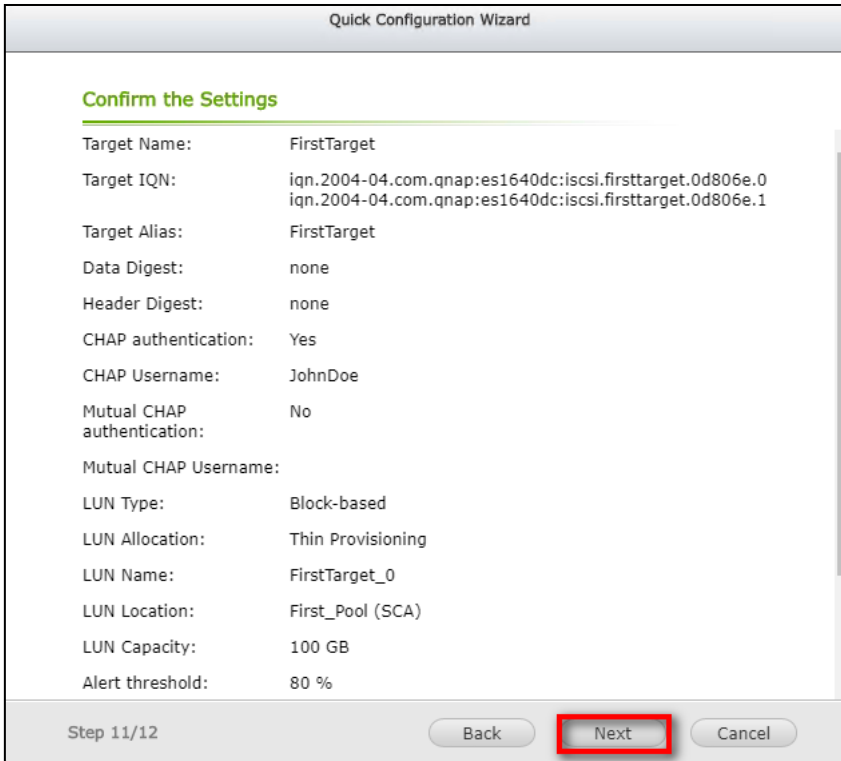 Quick Configuration Wizard
Confirm the Settings
Target Name: FirstTarget
Target IQN: iqn.2004-04.com.qnap:es1640dc:iscsi.firsttarget.0d806e.0
iqn.2004-04.com.qnap:es1640dc:iscsi.firsttarget.0d806e.1
Target Alias: FirstTarget
Data Digest: none
Header Digest: none
CHAP authentication: Yes
CHAP Username: JohnDoe
Mutual CHAP No
authentication:
Mutual CHAP Username:
LUN Type: Block-based
LUN Allocation: Thin Provisioning
LUN Name: FirstTarget_0
LUN Location: First_Pool (SCA)
LUN Capacity: 100 GB
Alert threshold: 80 %
Step 11/12 Back Next Cancel